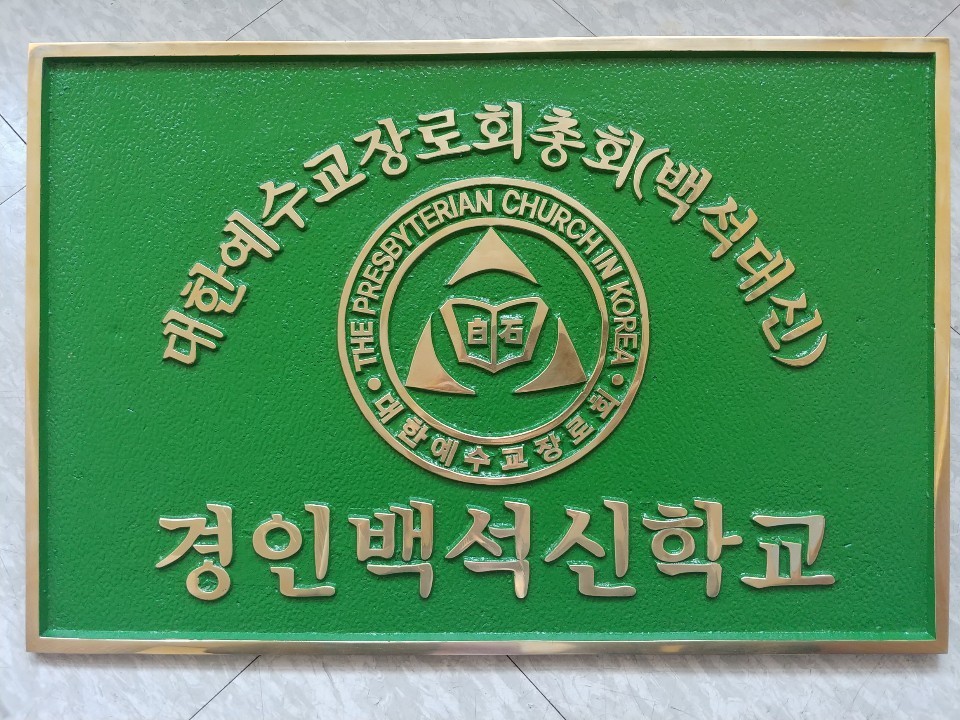 대한예수교장로회총회(백석대신)
THE PRESBYTERIAN CHURCH IN KOREA
白石
• 대한예수교장로회 •
경인백석신학교